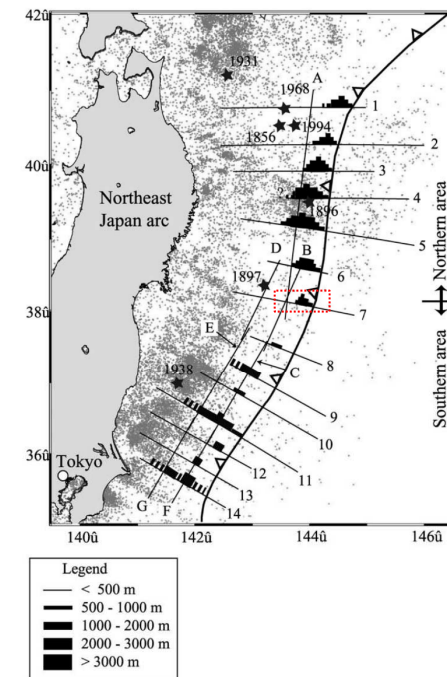 42û
40û
38û
36û
140û
142û
144û
146û
1931
1968
A
1856
1994
1
2
3
Northeast
Japan arc
?
4
1896
5
D
B
1897
6
7
E
8
C
1938
9
10
11
12
13
14
G
F
Tokyo
Northern area
Southern area
Legend
< 500 m
500 - 1000 m
1000 - 2000 m
2000 - 3000 m
> 3000 m